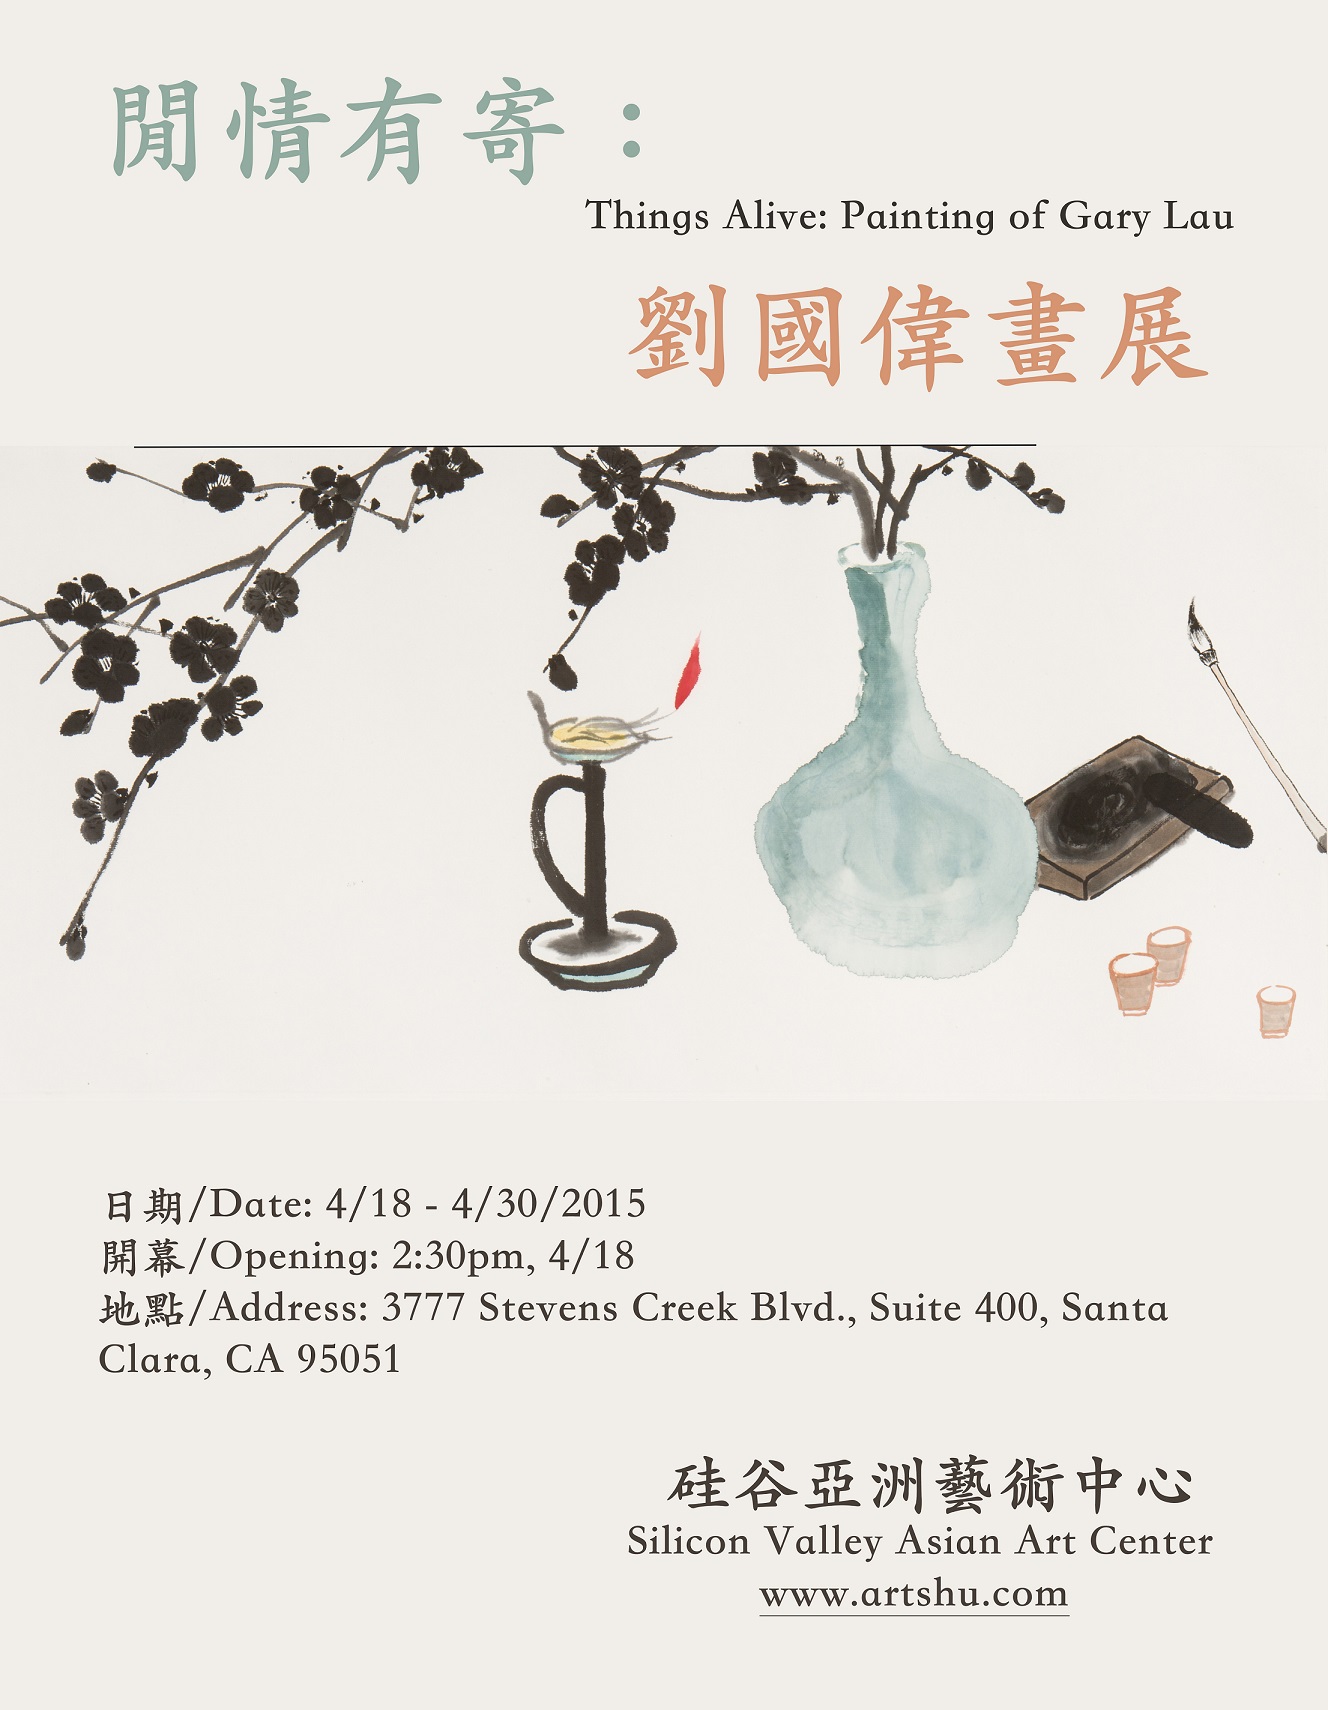 閒情有寄：
Things Alive: Painting of Gary Lau
劉國偉畫展
日期/Date: 4/18 - 4/30/2015
開幕/Opening: 2:30pm, 4/18
地點/Address: 3777 Stevens Creek Blvd., Suite 400, Santa
Clara, CA 95051
硅谷亞洲藝術中心
Silicon Valley Asian Art Center
www.artshu.com